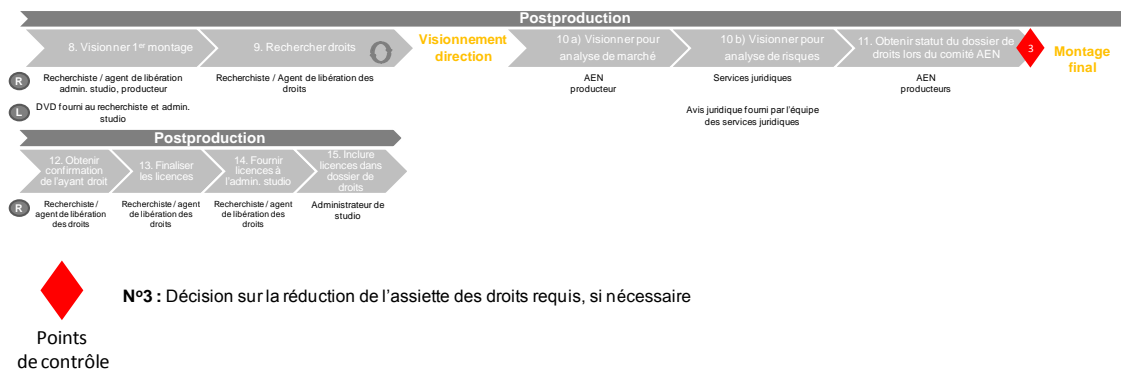 Postproduction
8. Visionner 1er montage
9. Rechercher droits
Visionnement
direction
10 a) Visionner pour
analyse de marché
10 b) Visionner pour
analyse de risques
11. Obtenir statut du dossier de
droits lors du comité AEN
3
Montage
final
R
Recherchiste / agent de libération
admin. studio, producteur
Recherchiste / Agent de libération des
droits
AEN
producteur
Services juridiques
AEN
producteurs
L
DVD fourni au recherchiste et admin.
studio
Avis juridique fourni par l'équipe
des services juridiques
Postproduction
12. Obtenir
confirmation
de l'ayant droit
13. Finaliser
les licences
14. Fournir
licences à
l'admin. studio
15. Inclure
licences dans
dossier de
droits
R
Recherchiste /
agent de libération
des droits
Recherchiste / agent
de libération des
droits
Recherchiste / agent
de libération des
droits
Administrateur de
studio
No3 : Décision sur la réduction de l'assiette des droits requis, si nécessaire
Points
de contrôle